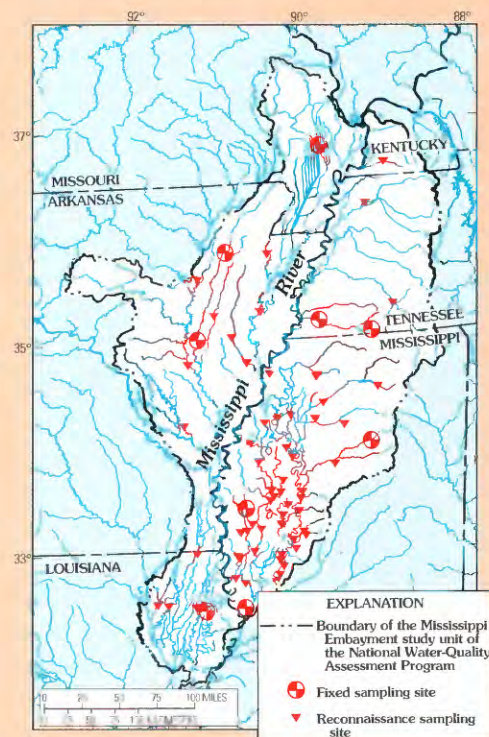 92°
90°
88°
37°
KENTUCKY
MISSOURI
ARKANSAS
River
TENNESSEE
MISSISSIPPI
35°
Mississippi
33°
LOUISIANA
EXPLANATION
Boundary of the Mississippi
Embayment study unit of
the National Water-Quality
Assessment Program
Fixed sampling site
Reconnaissance sampling
site
0 25 50 75 100 MILES